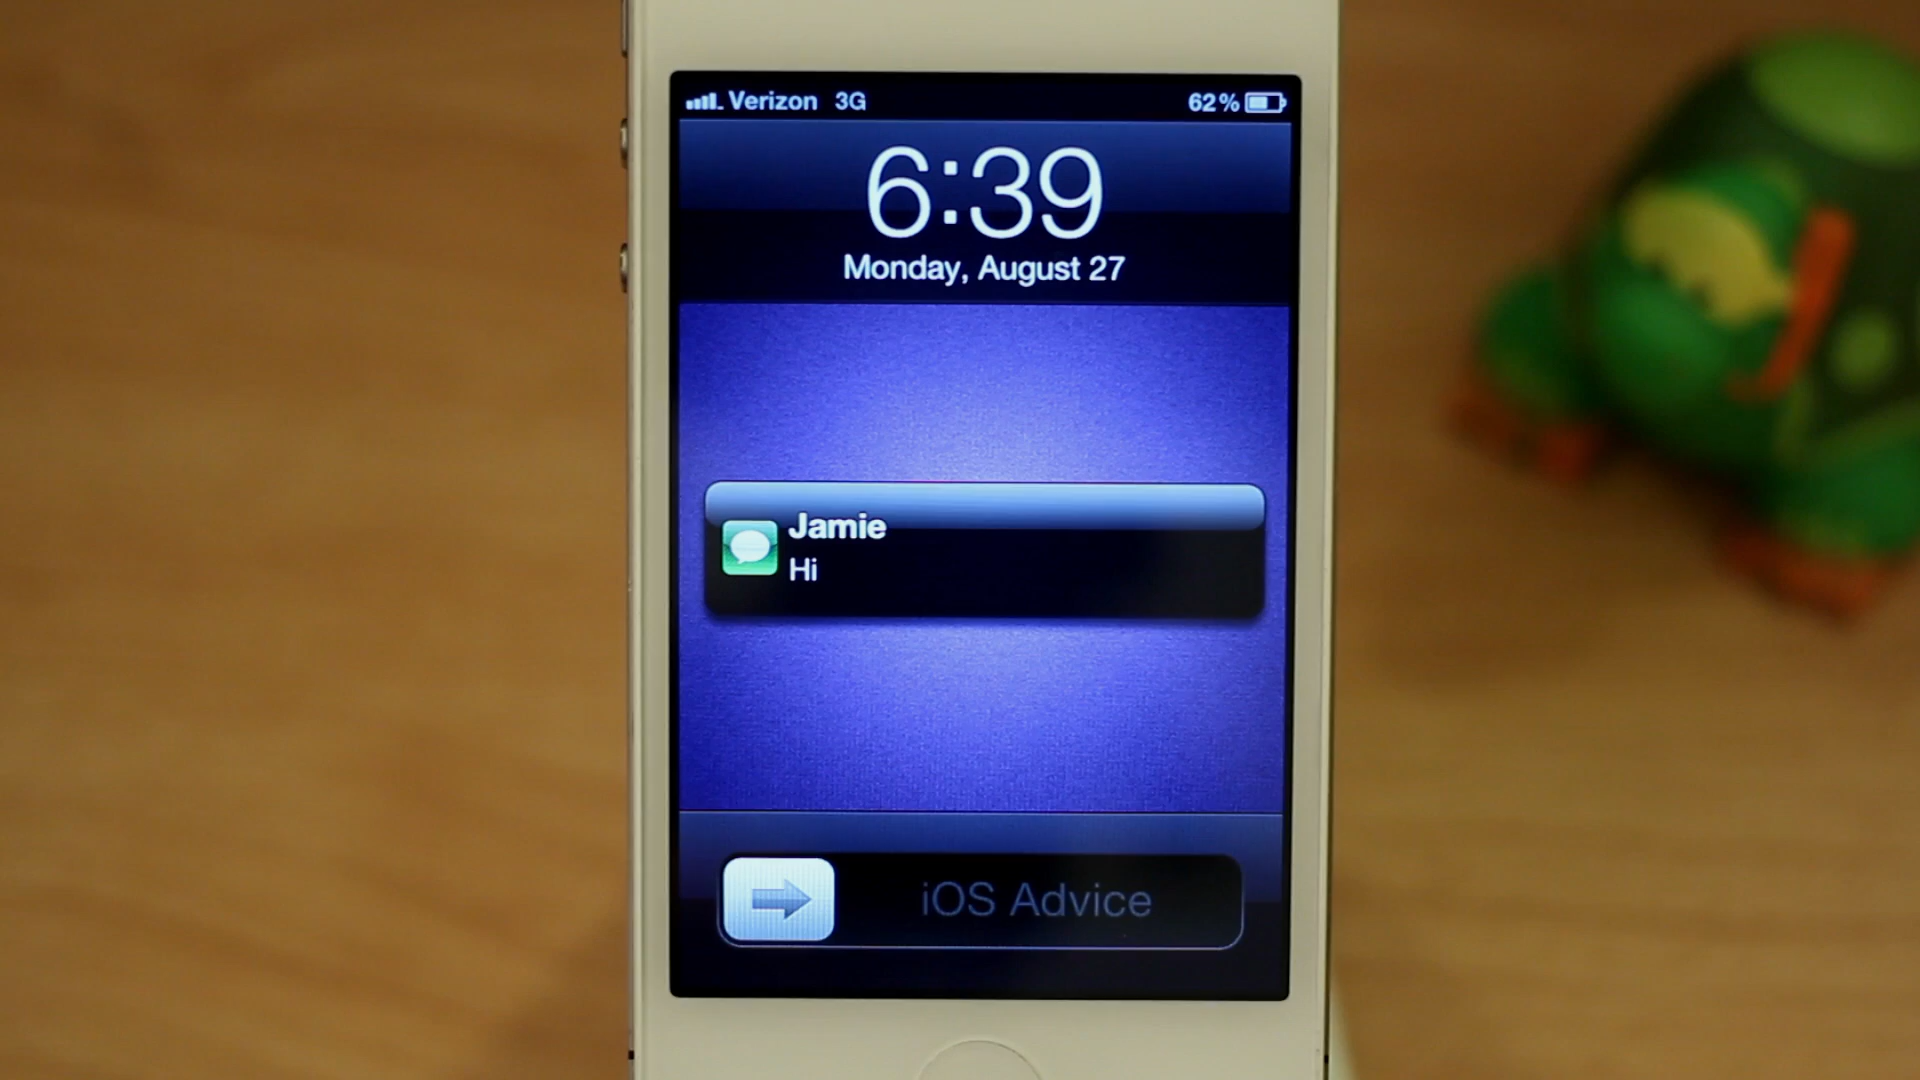 Verizon 3G 62%
6:39
Monday, August 27
Jamie
Hi
iOS Advice